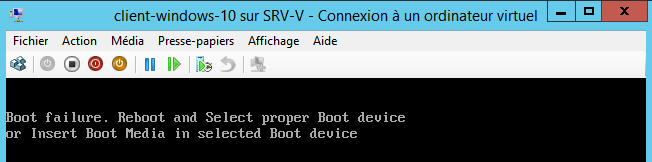 client-windows-10 sur SRV-V - Connexion à un ordinateur virtuel
Fichier Action Média Presse-papiers Affichage Aide
Boot failure. Reboot and Select proper Boot device
or Insert Boot Media in selected Boot device